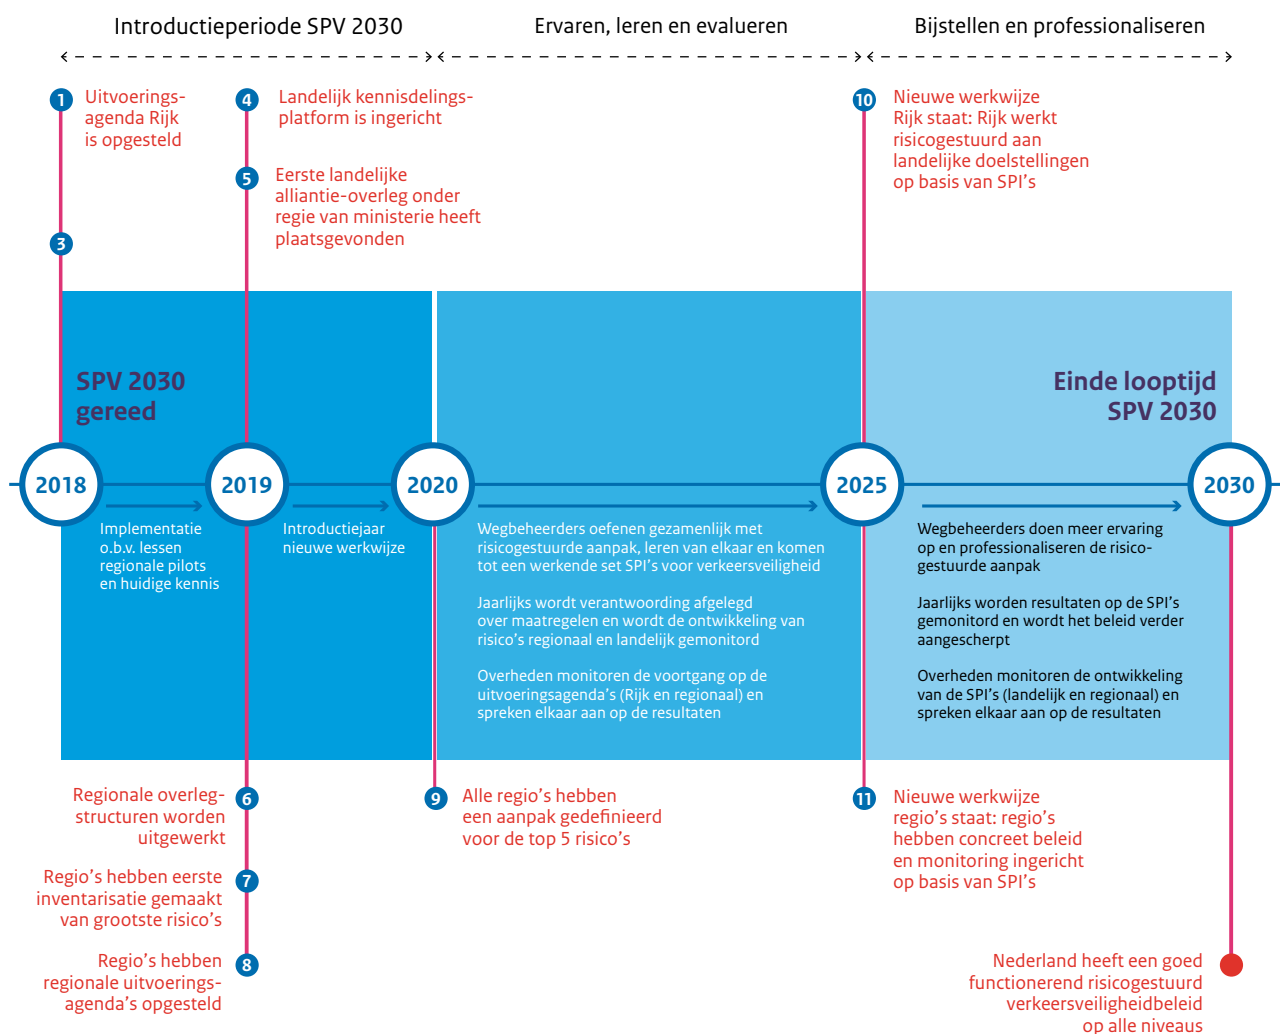 Introductieperiode SPV 2030
Ervaren, leren en evalueren
Bijstellen en professionaliseren
1
Uitvoerings-
agenda Rijk
is opgesteld
3
4
Landelijk kennisdelings-
platform is ingericht
5
Eerste landelijke
alliantie-overleg onder
regie van ministerie heeft
plaatsgevonden
10
Nieuwe werkwijze
Rijk staat: Rijk werkt
risicogestuurd aan
landelijke doelstellingen
op basis van SPI's
SPV 2030
gereed
Einde looptijd
SPV 2030
2018
2019
2020
2025
2030
Implementatie
o.b.v. lessen
regionale pilots
en huidige kennis
Introductiejaar
nieuwe werkwijze
Wegbeheerders oefenen gezamenlijk met
risicogestuurde aanpak, leren van elkaar en komen
tot een werkende set SPI's voor verkeersveiligheid
Jaarlijks wordt verantwoording afgelegd
over maatregelen en wordt de ontwikkeling van
risico's regionaal en landelijk gemonitord
Overheden monitoren de voortgang op de
uitvoeringsagenda's (Rijk en regionaal) en
spreken elkaar aan op de resultaten
Wegbeheerders doen meer ervaring
op en professionaliseren de risico-
gestuurde aanpak
Jaarlijks worden resultaten op de SPI's
gemonitord en wordt het beleid verder
aangescherpt
Overheden monitoren de ontwikkeling
van de SPI's (landelijk en regionaal) en
spreken elkaar aan op de resultaten
Regionale overleg-
structuren worden
uitgewerkt
6
Regio's hebben eerste
inventarisatie gemaakt
van grootste risico's
7
Regio's hebben
regionale uitvoerings-
agenda's opgesteld
8
9
Alle regio's hebben
een aanpak gedefinieerd
voor de top 5 risico's
11
Nieuwe werkwijze
regio's staat: regio's
hebben concreet beleid
en monitoring ingericht
op basis van SPI's
Nederland heeft een goed
functionerend risicogestuurd
verkeersveiligheidbeleid
op alle niveaus